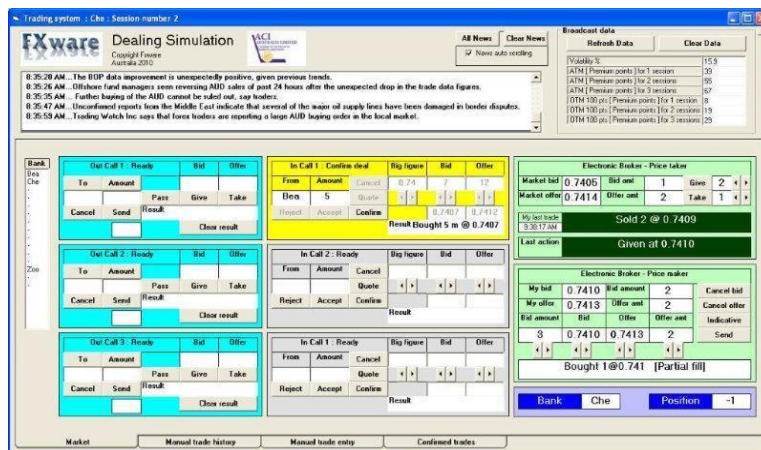 Trading system : Che : Session number 2
FXware
Dealing Simulation
Copyright Fxware
Australia 2010
ACI
All News
Clear News
News auto scrolling
Broadcast data
Refresh Data
Clear Data
Volatility % 15.9
ATM [ Premium points ] for 1 session 39
ATM [ Premium points ] for 2 sessions 55
ATM [ Premium points ] for 3 sessions 67
OTM 100 pts [ Premium points ] for 1 session 8
OTM 100 pts [ Premium points ] for 2 sessions 19
OTM 100 pts [ Premium points ] for 3 sessions 29
8:35:20 AM...The BOP data improvement is unexpectedly positive, given previous trends.
8:35:26 AM...Offshore fund managers seen reversing AUD sales of past 24 hours after the unexpected drop in the trade data figures.
8:35:35 AM... Further buying of the AUD cannot be ruled out, say traders.
8:35:47 AM...Unconfirmed reports from the Middle East indicate that several of the major oil supply lines have been damaged in border disputes.
8:35:59 AM...Trading Watch Inc says that forex traders are reporting a large AUD buying order in the local market.
Bank
Bea
Che
Zoe
Out Call 1 : Ready Bid Offer
To Amount
Pass Give Take
Cancel Send Result
Clear result
Out Call 2 : Ready Bid Offer
To Amount
Pass Give Take
Cancel Send Result
Clear result
Out Call 3 : Ready Bid Offer
To Amount
Pass Give Take
Cancel Send Result
Clear result
In Call 1 : Confirm deal Big figure Bid Offer
From Amount Cancel 0.74 7 12
Bea 5 Quote
Reject Accept Confirm 0.7407 0.7412
Result Bought 5 m @ 0.7407
In Call 2 : Ready Big figure Bid Offer
From Amount Cancel
Quote
Reject Accept Confirm
Result
In Call 1 : Ready Big figure Bid Offer
From Amount Cancel
Quote
Reject Accept Confirm
Result
Electronic Broker - Price taker
Market bid 0.7405 Bid amt 1 Give 2
Market offer 0.7414 Offer amt 2 Take 1
My last trade Sold 2 @ 0.7409
Last action Given at 0.7410
Electronic Broker - Price maker
My bid 0.7410 Bid amount 2 Cancel bid
My offer 0.7413 Offer amt 2 Cancel offer
Bid amount Bid Offer Offer amt Indicative
3 0.7410 0.7413 2 Send
Bought 1@0.741 [Partial fill]
Bank Che Position -1
Market
Manual trade history
Manual trade entry
Confirmed trades